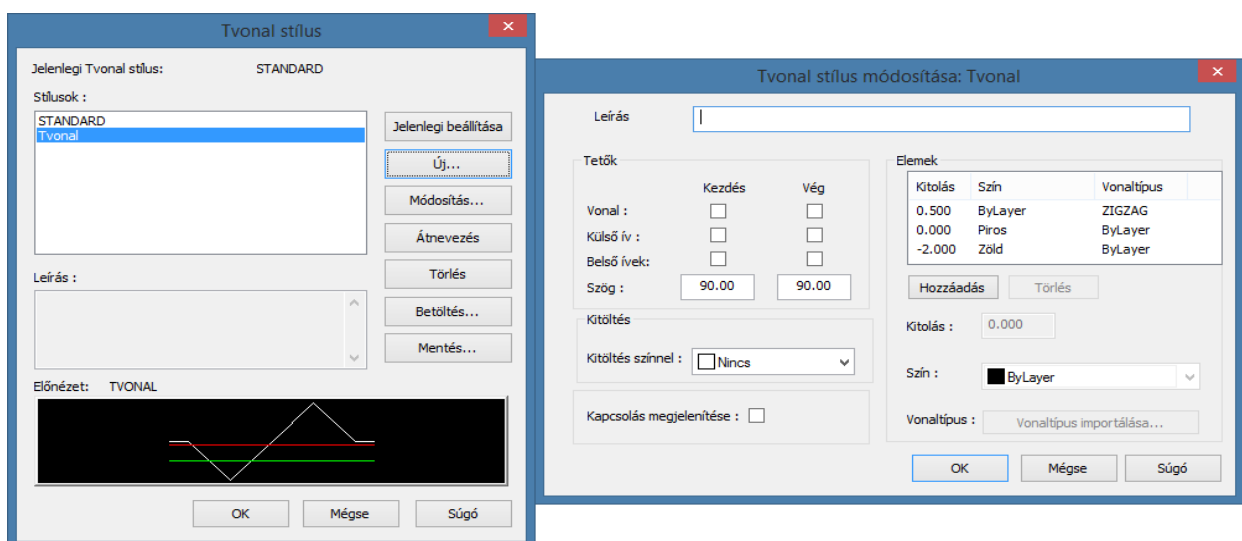 Tvonal stílus
Jelenlegi Tvonal stílus: STANDARD
Stílusok :
STANDARD
Tvonal
Jelenlegi beállítása
Új...
Módosítás...
Átnevezés
Törlés
Betöltés...
Mentés...
Leírás :
Előnézet: TVONAL
OK Mégse Súgó
Tvonal stílus módosítása: Tvonal
Leírás
Tetők
Kezdés Vég
Vonal :
Külső ív :
Belső ívek:
Szög : 90.00 90.00
Kitöltés
Kitöltés színnel : Nincs
Kapcsolás megjelenítése :
Elemek
Kitolás Szín Vonaltípus
0.500 ByLayer ZIGZAG
0.000 Piros ByLayer
-2.000 Zöld ByLayer
Hozzáadás Törlés
Kitolás : 0.000
Szín : ByLayer
Vonaltípus : Vonaltípus importálása...
OK Mégse Súgó